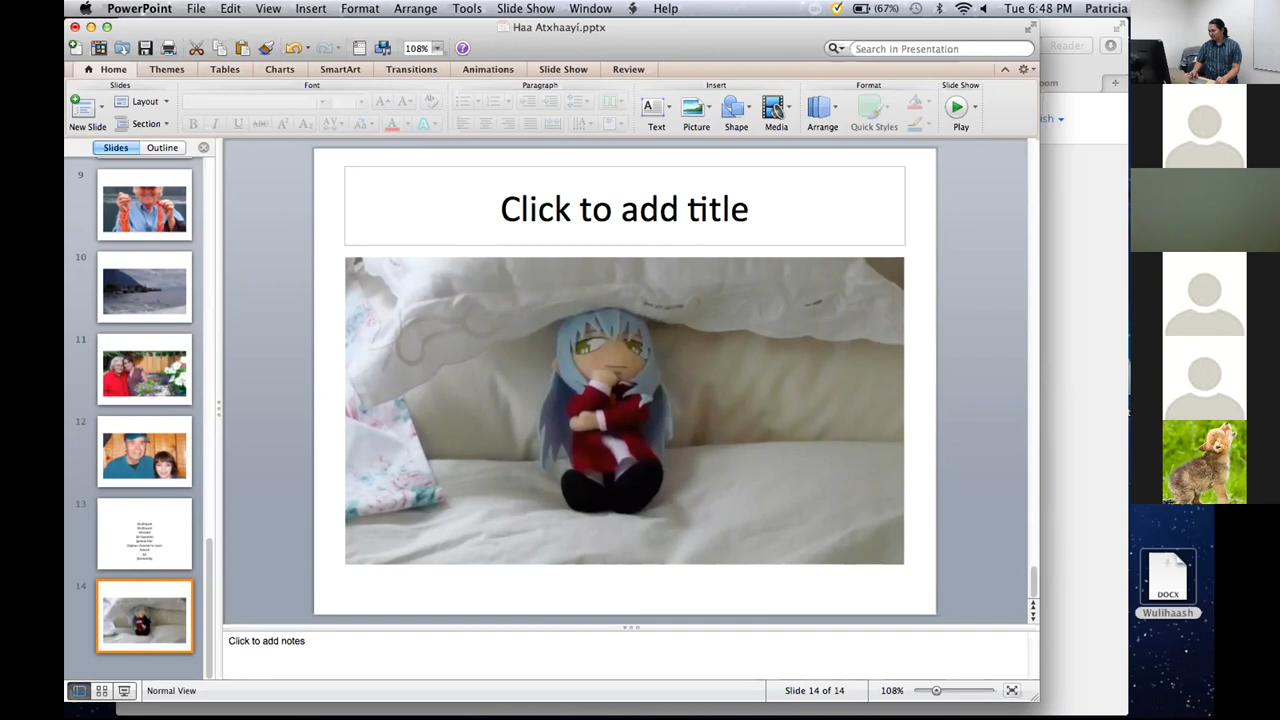 PowerPoint File Edit View Insert Format Arrange Tools Slide Show Window Help (67%) Tue 6:48 PM Patricia
Haa Atxhaayí.pptx
108% Search in Presentation
Reader
Home Themes Tables Charts SmartArt Transitions Animations Slide Show Review
Slides Font Paragraph Insert Format Slide Show
Layout
Section
New Slide
Text Picture Shape Media Arrange Quick Styles Play
ish
Slides Outline
Click to add title
9
10
11
12
13
14
Click to add notes
DOCX
Wulihaash
Normal View Slide 14 of 14 108%